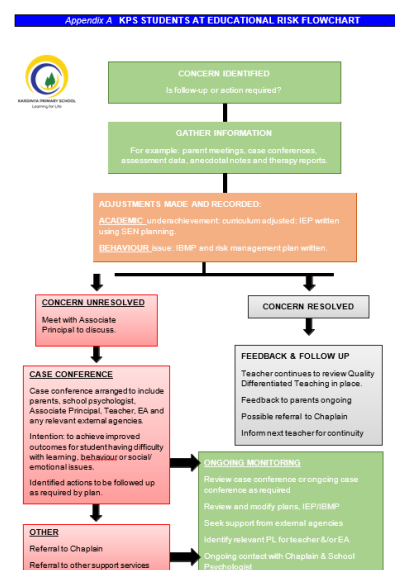 Appendix A KPS STUDENTS AT EDUCATIONAL RISK FLOWCHART
NARDINYA PRIMARY SCHOOL
Learning for Life
CONCERN IDENTIFIED
Is follow-up or action required?
GATHER INFORMATION
For example: parent meetings, case conferences,
assessment data, anecdotal notes and therapy reports.
ADJUSTMENTS MADE AND RECORDED:
ACADEMIC underachievement: curriculum adjusted; IEP written
using SEN planning.
BEHAVIOUR issue: IBMP and risk management plan written.
CONCERN UNRESOLVED
Meet with Associate
Principal to discuss.
CONCERN RESOLVED
CASE CONFERENCE
Case conference arranged to include
parents, school psychologist,
Associate Principal, Teacher, EA and
any relevant external agencies.
Intention: to achieve improved
outcomes for student having difficulty
with learning, behaviour or social/
emotional issues.
Identified actions to be followed up
as required by plan.
FEEDBACK & FOLLOW UP
Teacher continues to review Quality
Differentiated Teaching in place.
Feedback to parents ongoing
Possible referral to Chaplain
Inform next teacher for continuity
ONGOING MONITORING
Review case conference or ongoing case
conference as required
Review and modify plans, IEP/IBMP
Seek support from external agencies
Identify relevant PL for teacher &/or EA
Ongoing contact with Chaplain & School
Psychologist
OTHER
Referral to Chaplain
Referral to other support services